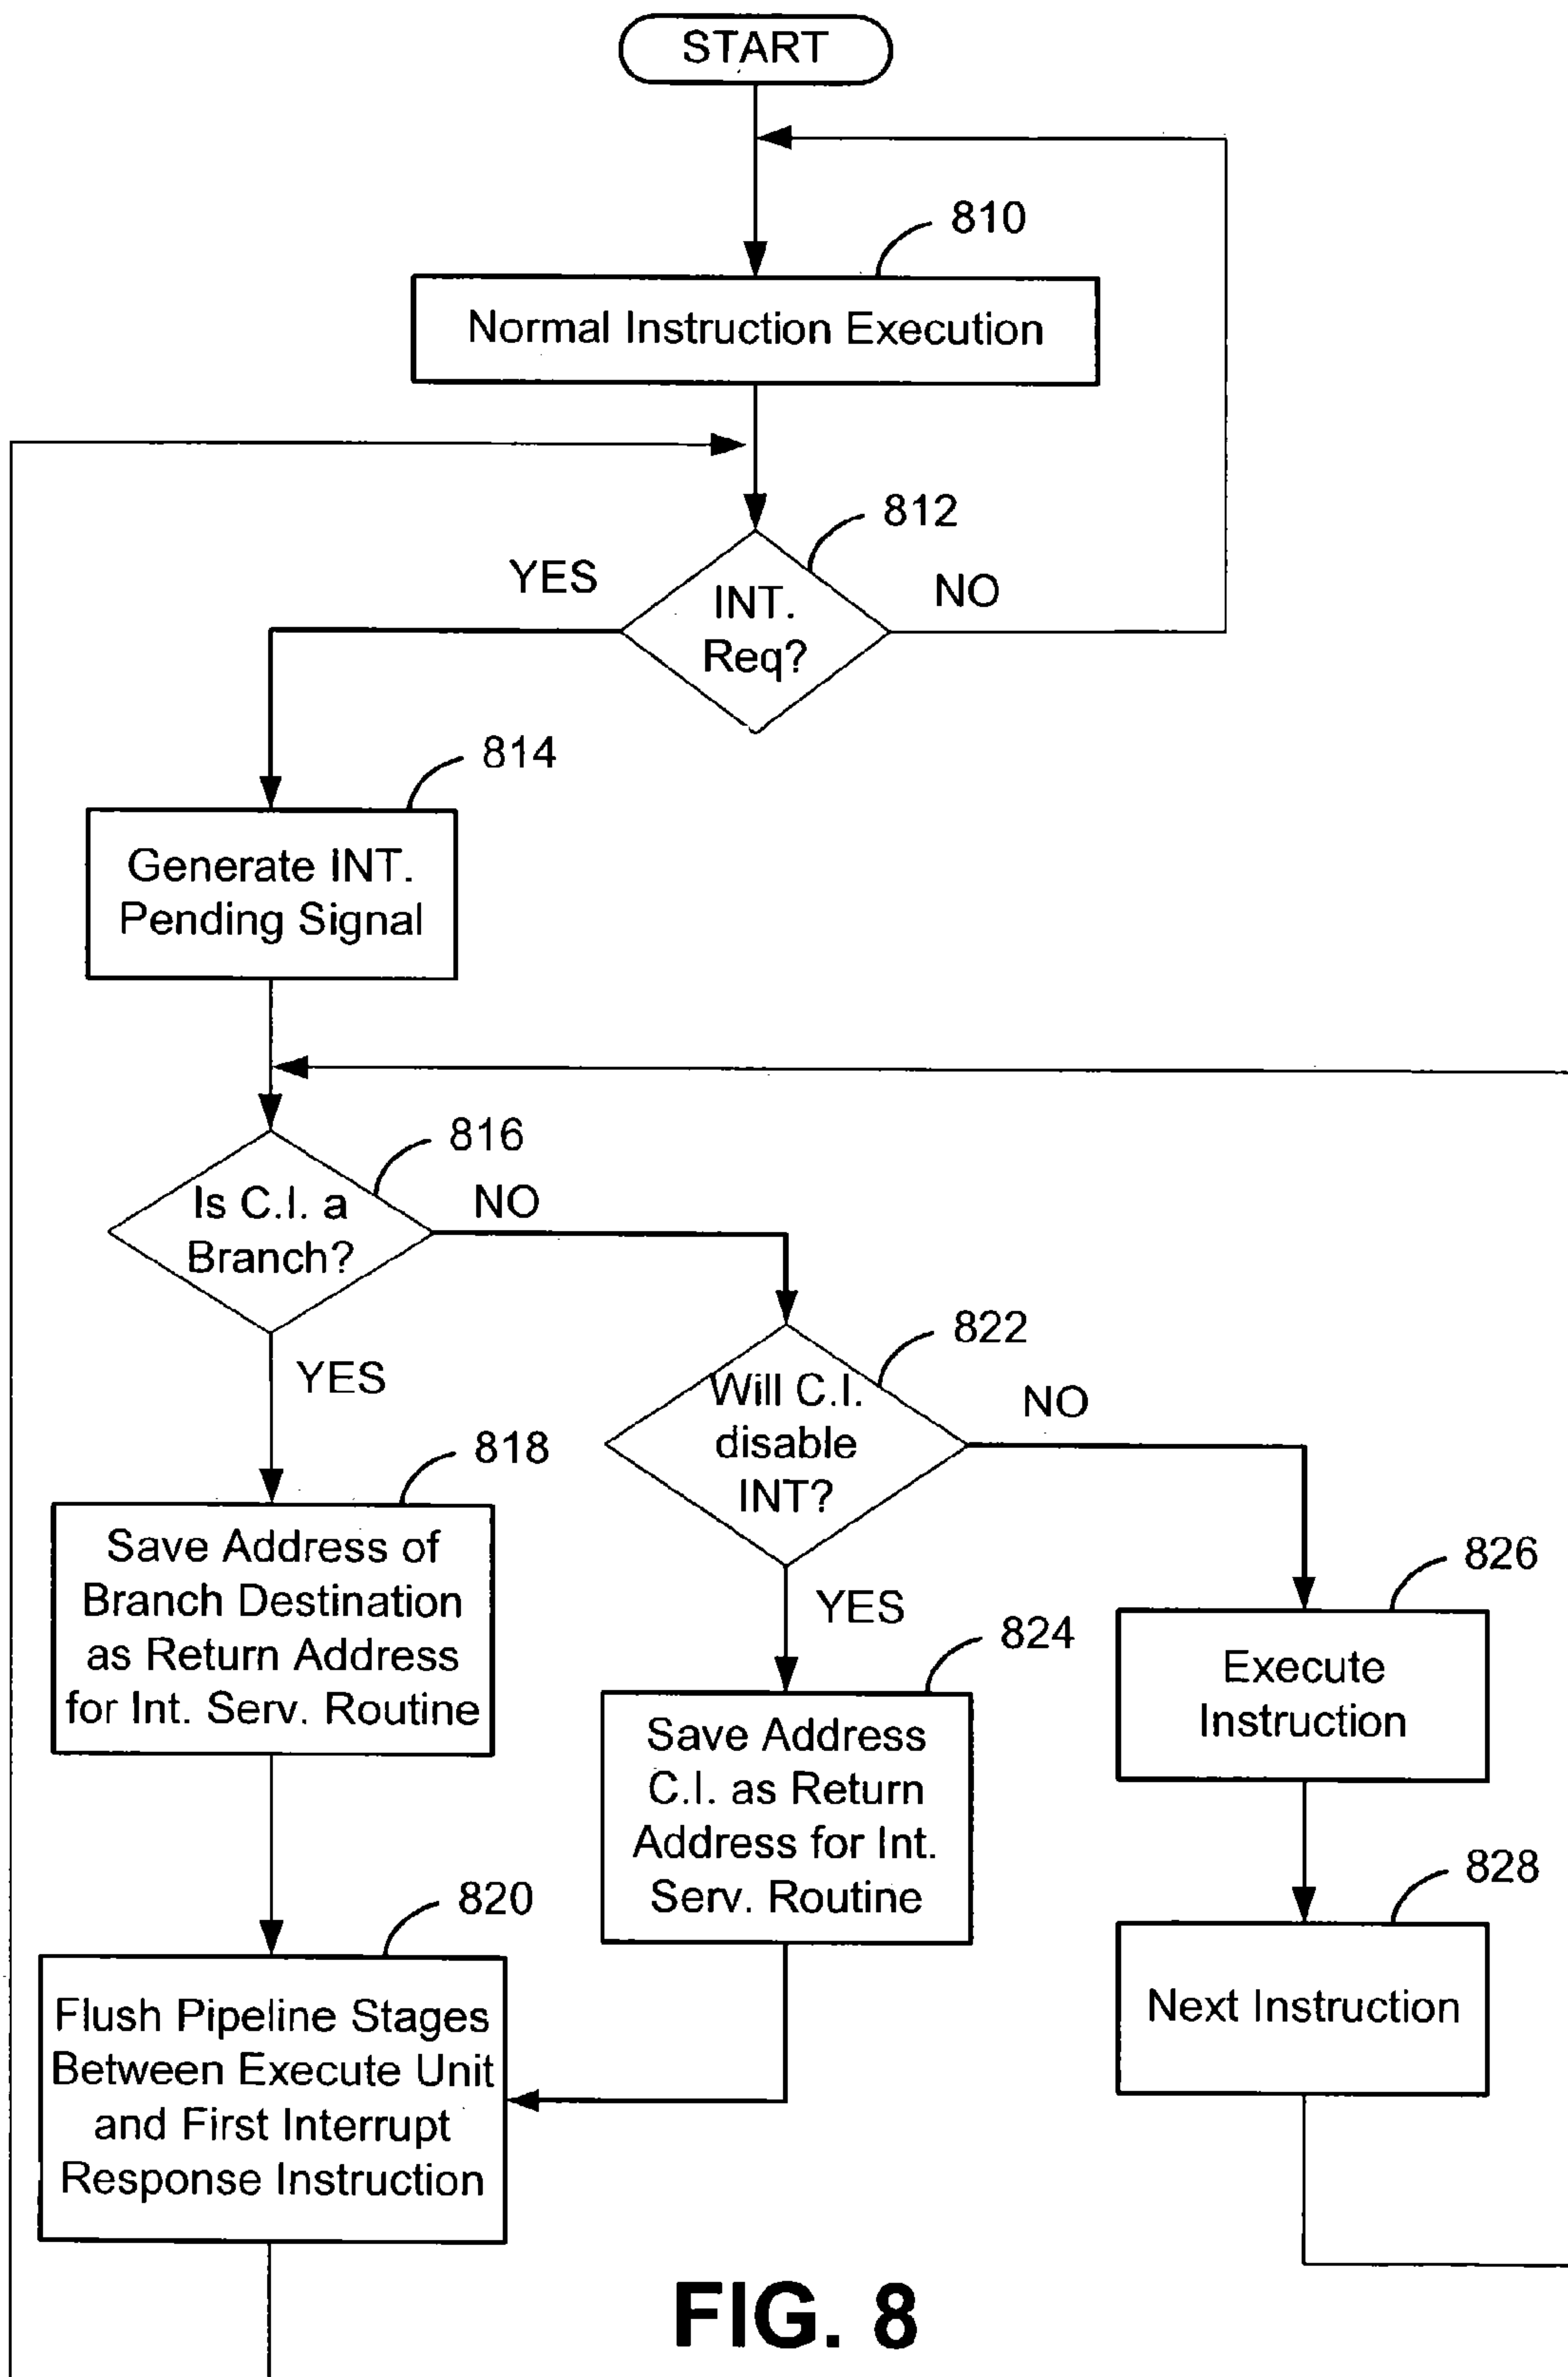 START
810
Normal Instruction Execution
812
YES
INT.
Req?
NO
814
Generate INT.
Pending Signal
816
Is C.I. a
Branch?
NO
YES
822
Will C.I.
disable
INT?
NO
YES
818
Save Address of
Branch Destination
as Return Address
for Int. Serv. Routine
824
Save Address
C.I. as Return
Address for Int.
Serv. Routine
826
Execute
Instruction
828
Next Instruction
820
Flush Pipeline Stages
Between Execute Unit
and First Interrupt
Response Instruction
FIG. 8